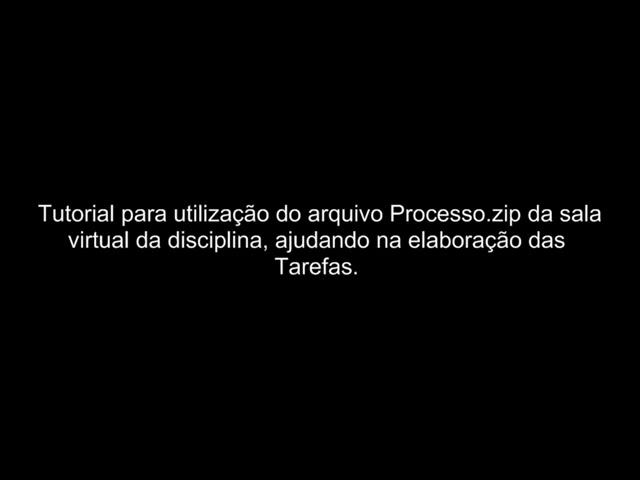 Tutorial para utilização do arquivo Processo.zip da sala
virtual da disciplina, ajudando na elaboração das
Tarefas.